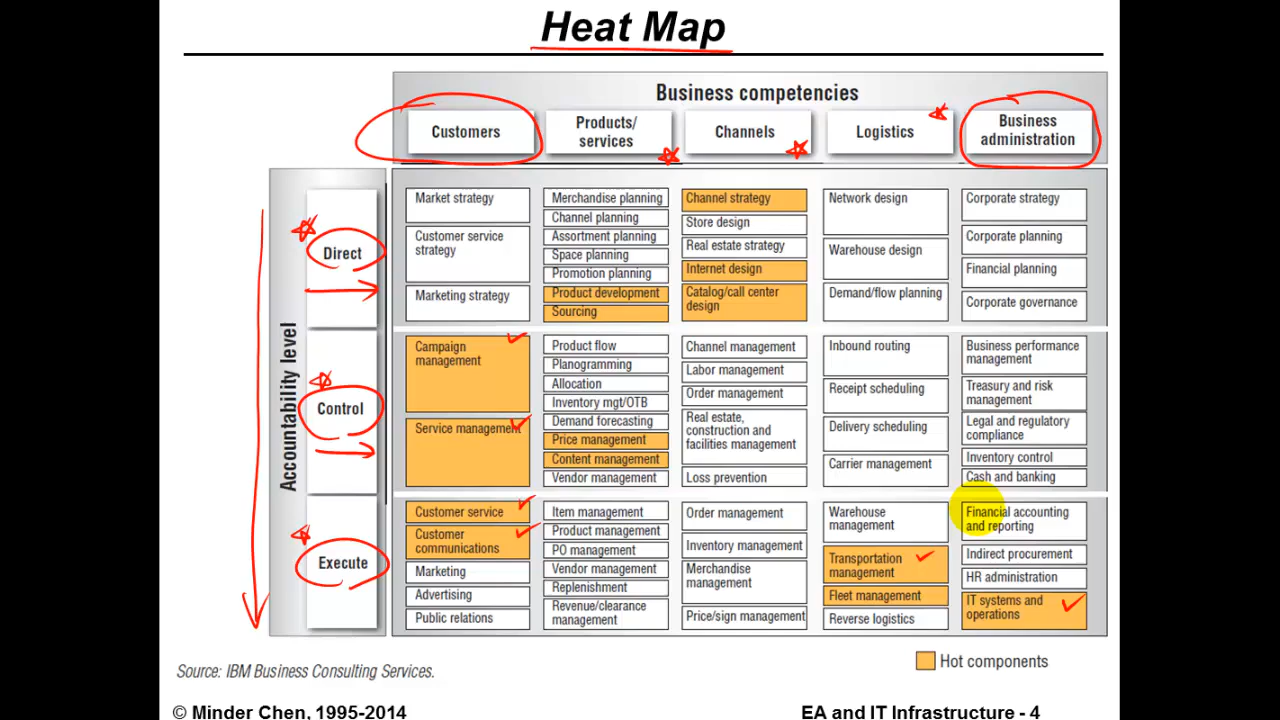 Heat Map
Business competencies
Customers
Products/
services
Channels
Logistics
Business
administration
Accountability level
Direct
Market strategy
Customer service
strategy
Marketing strategy
Merchandise planning
Channel planning
Assortment planning
Space planning
Promotion planning
Product development
Sourcing
Channel strategy
Store design
Real estate strategy
Internet design
Catalog/call center
design
Network design
Warehouse design
Demand/flow planning
Corporate strategy
Corporate planning
Financial planning
Corporate governance
Control
Campaign
management
Service management
Product flow
Planogramming
Allocation
Inventory mgt/OTB
Demand forecasting
Price management
Content management
Vendor management
Channel management
Labor management
Order management
Real estate,
construction and
facilities management
Loss prevention
Inbound routing
Receipt scheduling
Delivery scheduling
Carrier management
Business performance
management
Treasury and risk
management
Legal and regulatory
compliance
Inventory control
Cash and banking
Execute
Customer service
Customer
communications
Marketing
Advertising
Public relations
Item management
Product management
PO management
Vendor management
Replenishment
Revenue/clearance
management
Order management
Inventory management
Merchandise
management
Price/sign management
Warehouse
management
Transportation
management
Fleet management
Reverse logistics
Financial accounting
and reporting
Indirect procurement
HR administration
IT systems and
operations
Hot components
Source: IBM Business Consulting Services.
© Minder Chen, 1995-2014
EA and IT Infrastructure - 4